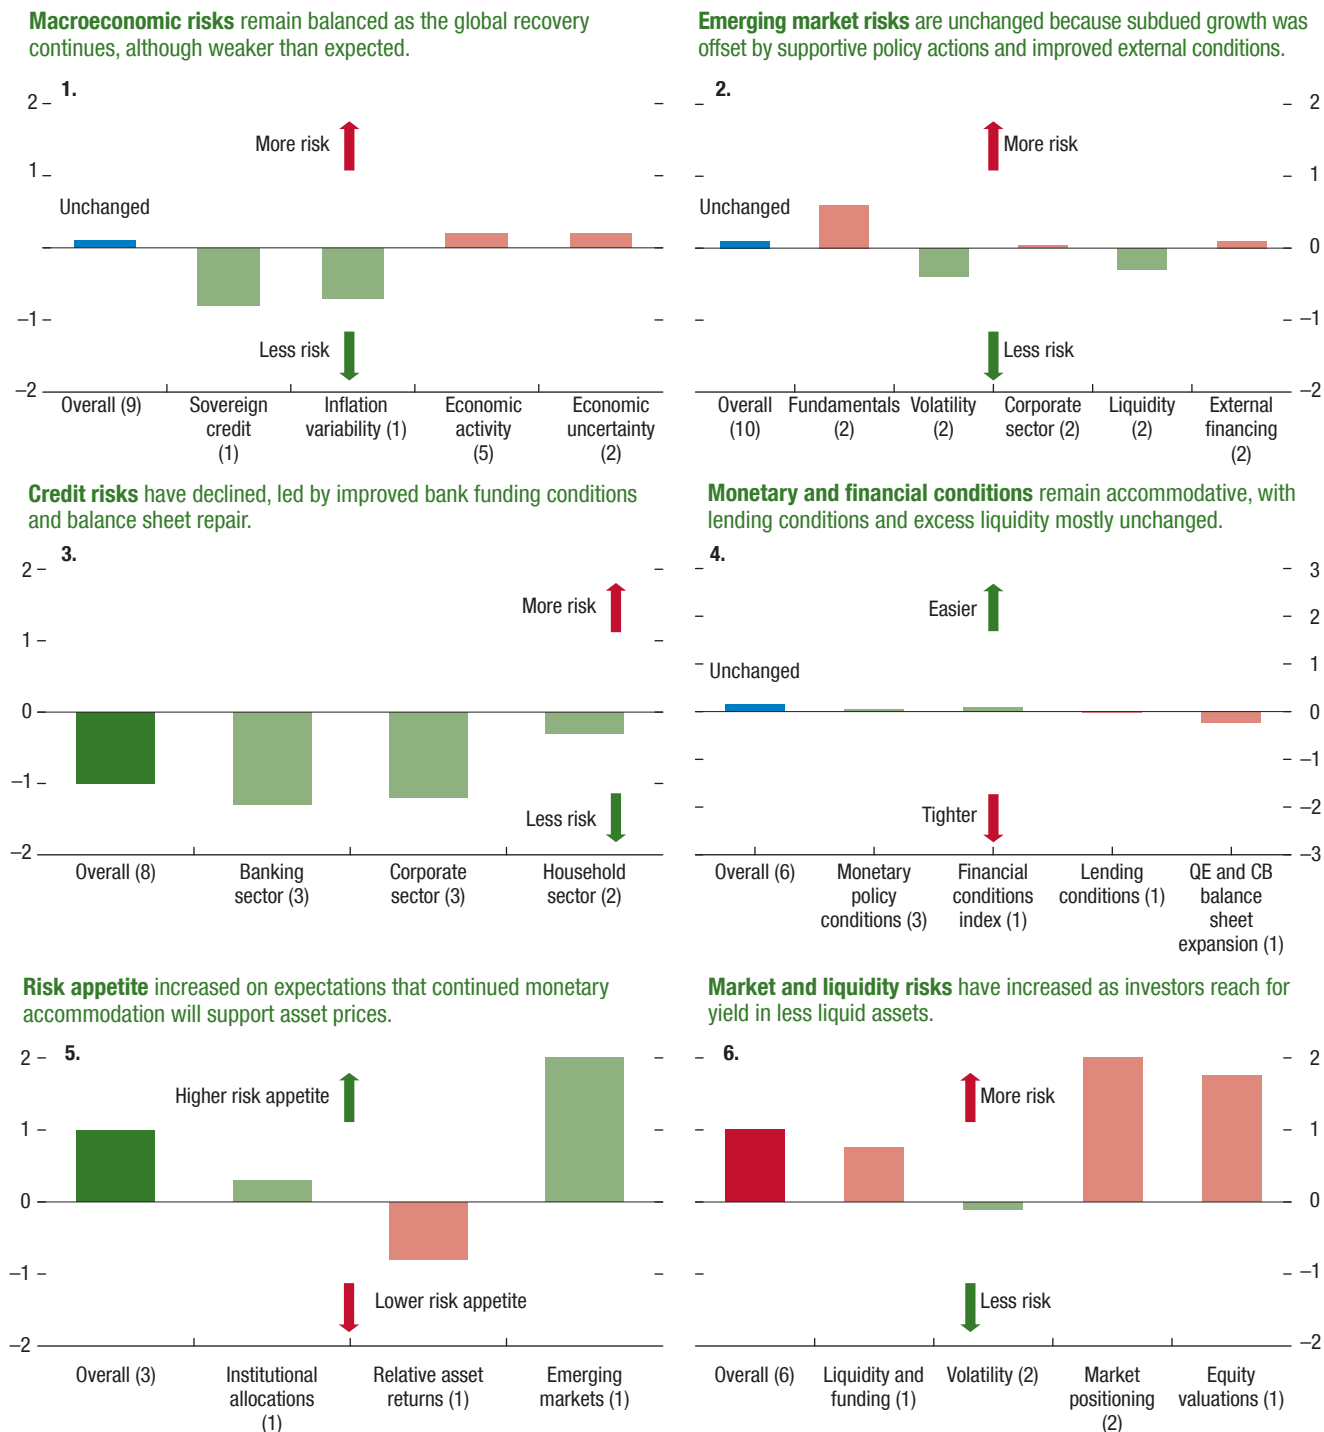 Macroeconomic risks remain balanced as the global recovery
continues, although weaker than expected.
1.
2
1
–1
–2
More risk
Unchanged
Less risk
Overall (9)
Sovereign
credit
(1)
Inflation
variability (1)
Economic
activity
(5)
Economic
uncertainty
(2)
Emerging market risks are unchanged because subdued growth was
offset by supportive policy actions and improved external conditions.
2.
2
1
0
–1
–2
More risk
Unchanged
Less risk
Overall
(10)
Fundamentals
(2)
Volatility
(2)
Corporate
sector (2)
Liquidity
(2)
External
financing
(2)
Credit risks have declined, led by improved bank funding conditions
and balance sheet repair.
3.
2
1
0
–1
–2
More risk
Less risk
Overall (8)
Banking
sector (3)
Corporate
sector (3)
Household
sector (2)
Monetary and financial conditions remain accommodative, with
lending conditions and excess liquidity mostly unchanged.
4.
3
2
1
0
–1
–2
–3
Easier
Unchanged
Tighter
Overall (6)
Monetary
policy
conditions (3)
Financial
conditions
index (1)
Lending
conditions (1)
QE and CB
balance
sheet
expansion (1)
Risk appetite increased on expectations that continued monetary
accommodation will support asset prices.
5.
2
1
0
–1
–2
Higher risk appetite
Lower risk appetite
Overall (3)
Institutional
allocations
(1)
Relative asset
returns (1)
Emerging
markets (1)
Market and liquidity risks have increased as investors reach for
yield in less liquid assets.
6.
2
1
0
–1
–2
More risk
Less risk
Overall (6)
Liquidity and
funding (1)
Volatility (2)
Market
positioning
(2)
Equity
valuations (1)